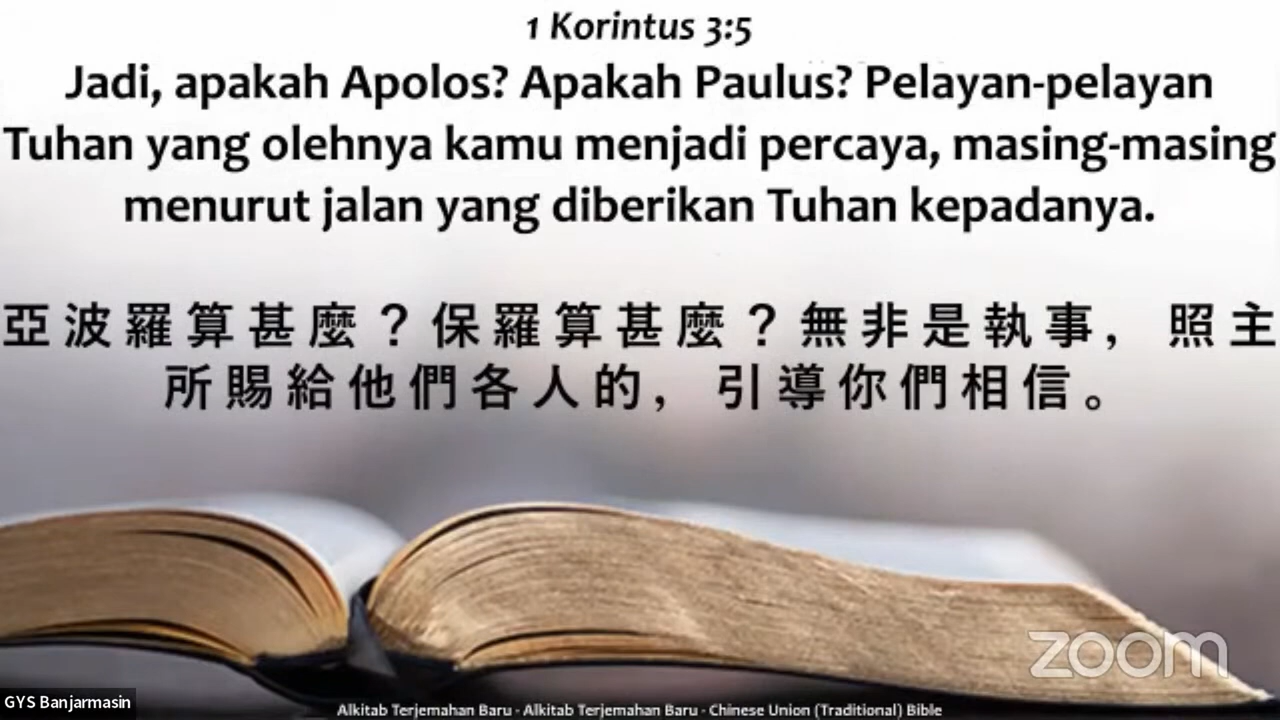 1 Korintus 3:5
Jadi, apakah Apolos? Apakah Paulus? Pelayan-pelayan
Tuhan yang olehnya kamu menjadi percaya, masing-masing
menurut jalan yang diberikan Tuhan kepadanya.
亞波羅算甚麼？保羅算甚麼？無非是執事，照主
所賜給他們各人的，引導你們相信。
zoom
GYS Banjarmasin
Alkitab Terjemahan Baru - Alkitab Terjemahan Baru - Chinese Union (Traditional) Bible